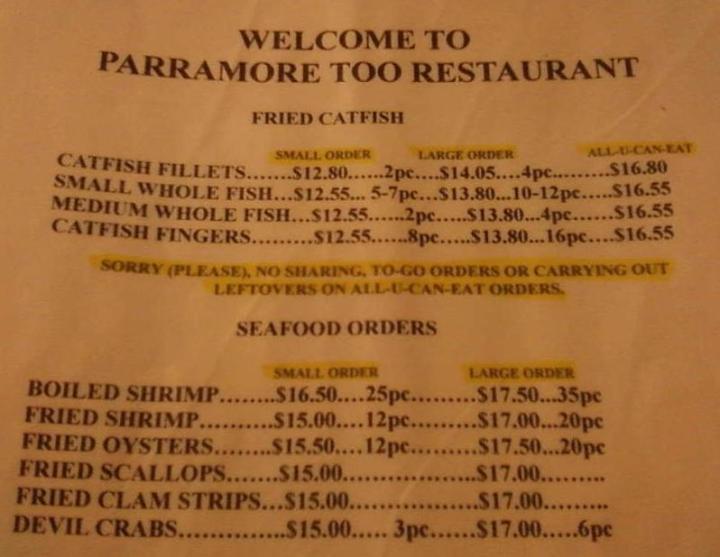 WELCOME TO
PARRAMORE TOO RESTAURANT
FRIED CATFISH
SMALL ORDER LARGE ORDER ALL-U-CAN-EAT
CATFISH FILLETS.......$12.80......2pc....$14.05....4pc........$16.80
SMALL WHOLE FISH...$12.55... 5-7pc...$13.80...10-12pc.....$16.55
MEDIUM WHOLE FISH...$12.55......2pc.....$13.80...4pc.......$16.55
CATFISH FINGERS.........$12.55......8pc.....$13.80...16pc....$16.55
SORRY (PLEASE), NO SHARING, TO-GO ORDERS OR CARRYING OUT
LEFTOVERS ON ALL-U-CAN-EAT ORDERS.
SEAFOOD ORDERS
SMALL ORDER LARGE ORDER
BOILED SHRIMP........$16.50....25pc.........$17.50...35pc
FRIED SHRIMP..........$15.00....12pc.........$17.00...20pc
FRIED OYSTERS.......$15.50....12pc.........$17.50...20pc
FRIED SCALLOPS.......$15.00..................$17.00.........
FRIED CLAM STRIPS...$15.00.................$17.00.........
DEVIL CRABS..............$15.00..... 3pc......$17.00.....6pc